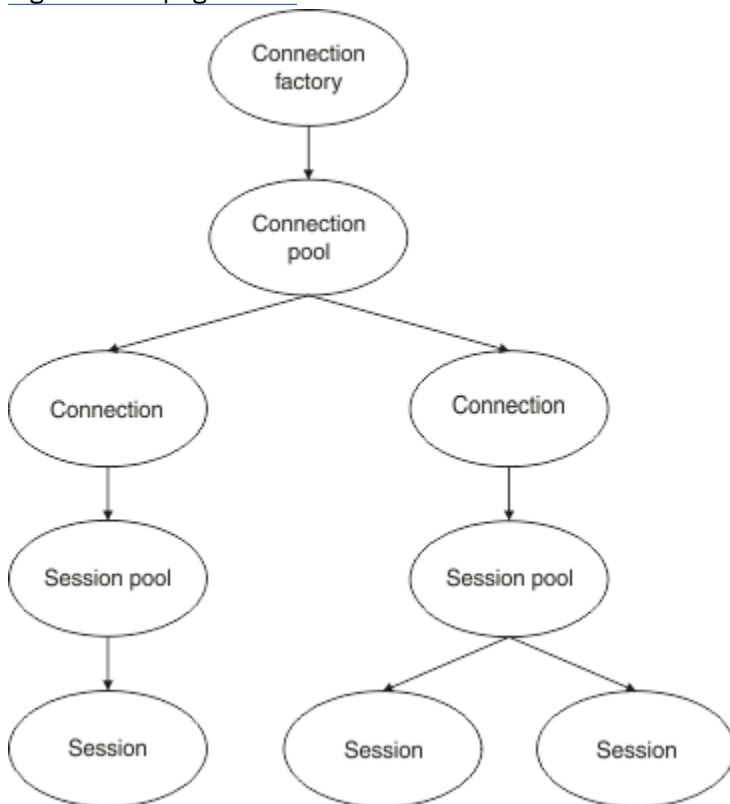 Connection
factory
Connection
pool
Connection
Connection
Session pool
Session pool
Session
Session
Session